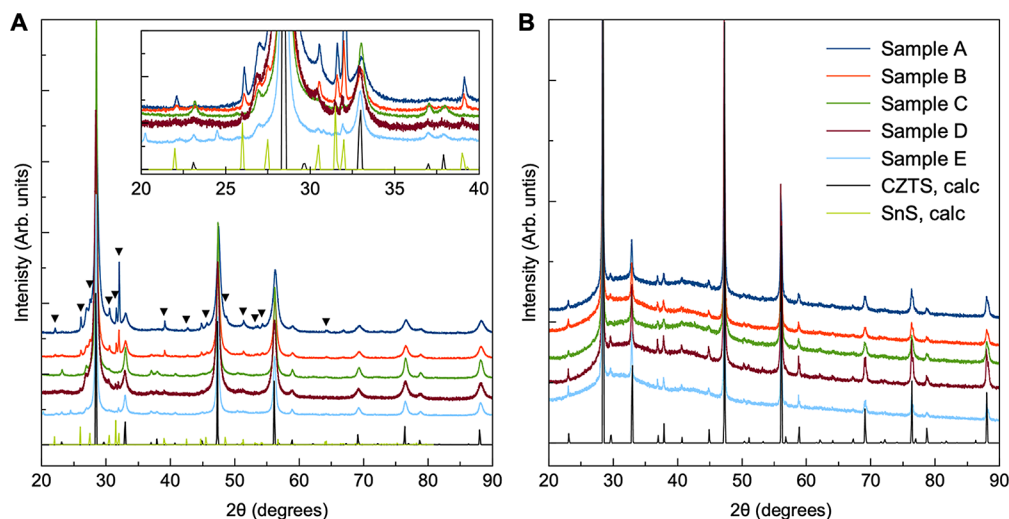 A
B
Sample A
Sample B
Sample C
Sample D
Sample E
CZTS, calc
SnS, calc
20 25 30 35 40
Intenisty (Arb. untis)
20 30 40 50 60 70 80 90
2θ (degrees)
Intensity (Arb. units)
20 30 40 50 60 70 80 90
2θ (degrees)